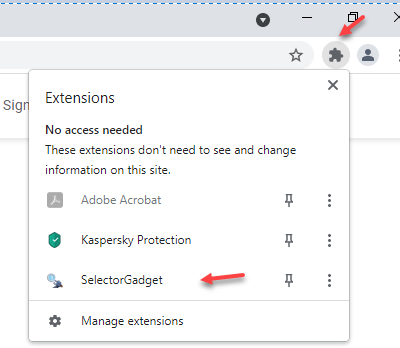 Sign
Extensions
No access needed
These extensions don't need to see and change
information on this site.
Adobe Acrobat
Kaspersky Protection
SelectorGadget
Manage extensions